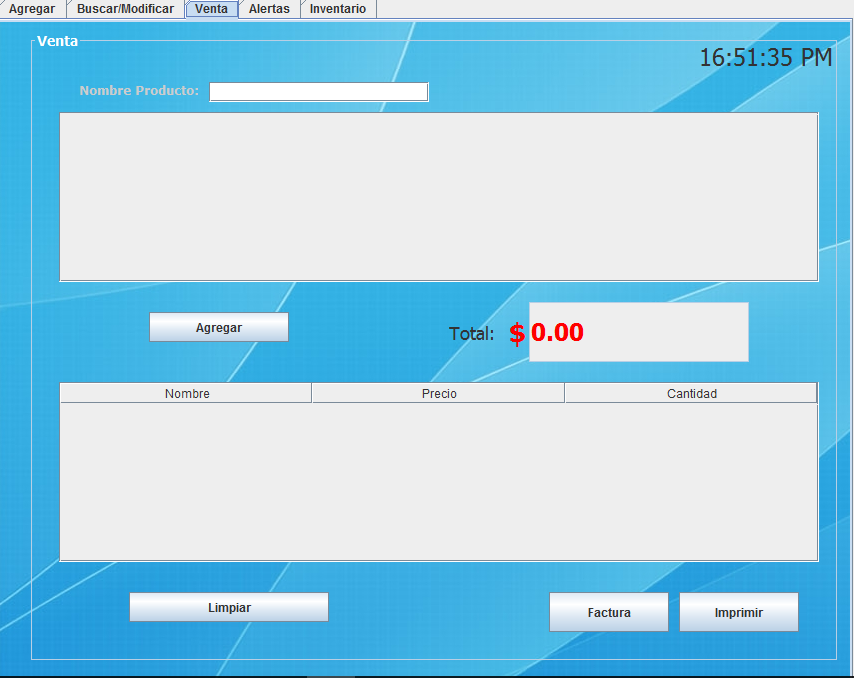 Agregar Buscar/Modificar Venta Alertas Inventario
Venta
16:51:35 PM
Nombre Producto:
Agregar
Total: $ 0.00
Nombre Precio Cantidad
Limpiar
Factura Imprimir